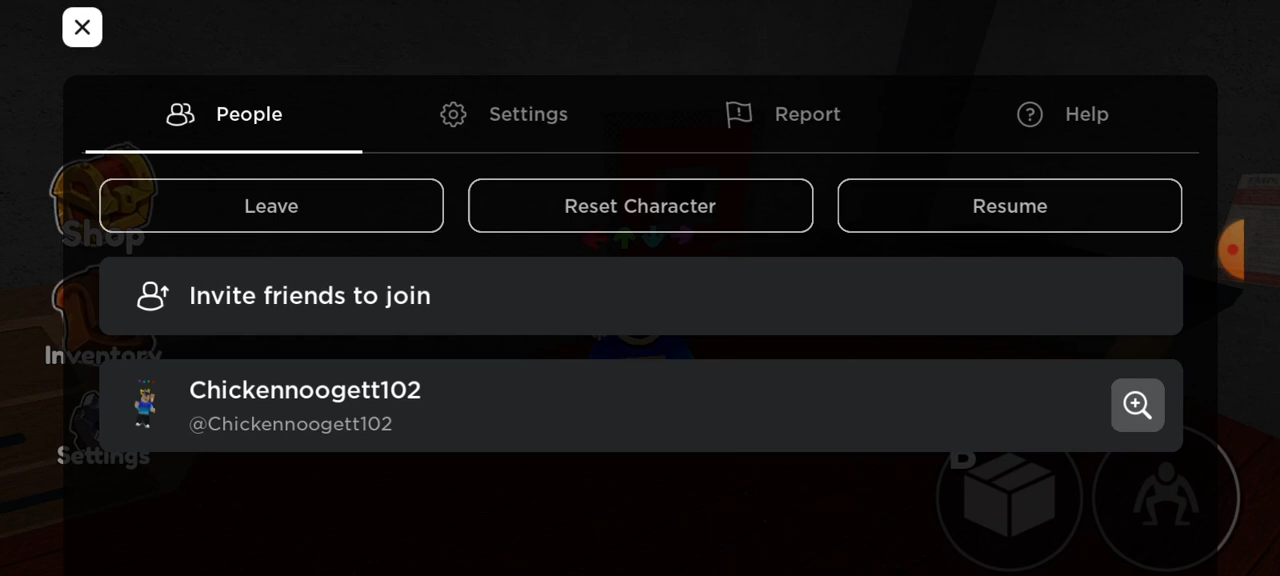 People
Settings
Report
Help
Leave
Reset Character
Resume
Shop
Invite friends to join
Inventory
Chickennoogett102
@Chickennoogett102
Settings
B